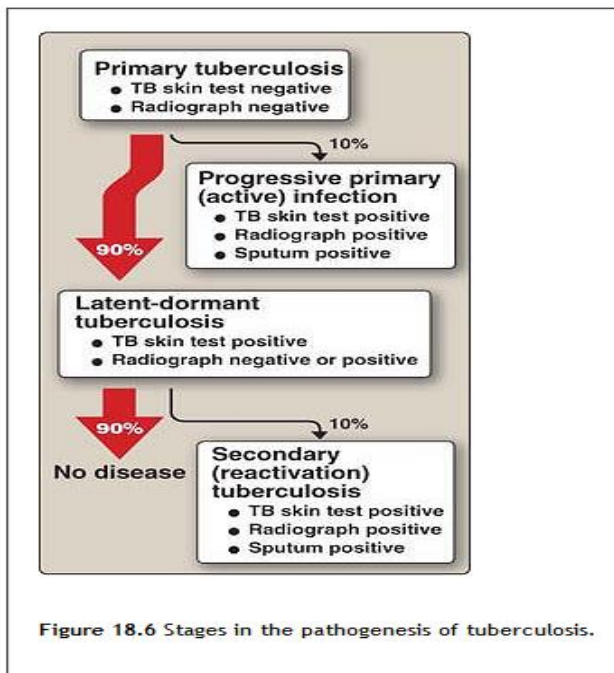 Primary tuberculosis
• TB skin test negative
• Radiograph negative
10%
Progressive primary
(active) infection
• TB skin test positive
• Radiograph positive
• Sputum positive
90%
Latent-dormant
tuberculosis
• TB skin test positive
• Radiograph negative or positive
90%
10%
No disease
Secondary
(reactivation)
tuberculosis
• TB skin test positive
• Radiograph positive
• Sputum positive
Figure 18.6 Stages in the pathogenesis of tuberculosis.